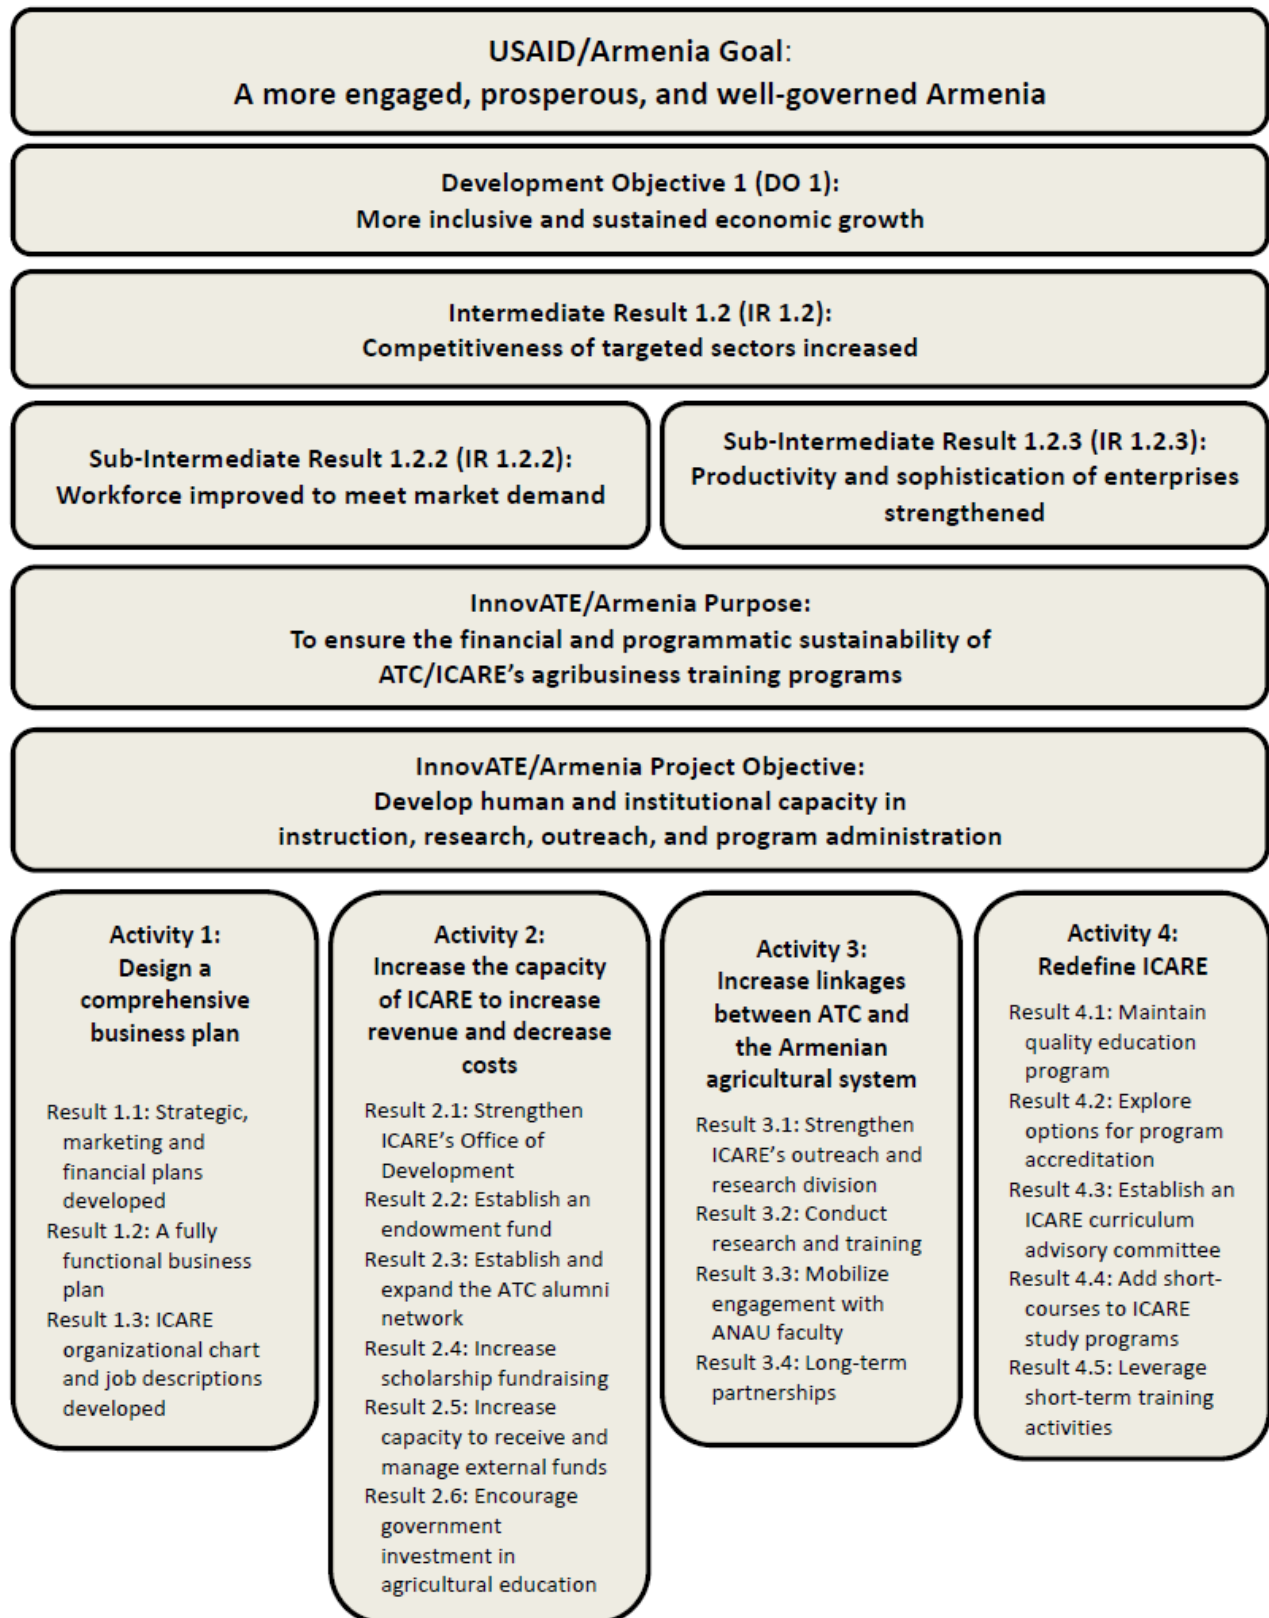 USAID/Armenia Goal:
A more engaged, prosperous, and well-governed Armenia
Development Objective 1 (DO 1):
More inclusive and sustained economic growth
Intermediate Result 1.2 (IR 1.2):
Competitiveness of targeted sectors increased
Sub-Intermediate Result 1.2.2 (IR 1.2.2):
Workforce improved to meet market demand
Sub-Intermediate Result 1.2.3 (IR 1.2.3):
Productivity and sophistication of enterprises
strengthened
InnovATE/Armenia Purpose:
To ensure the financial and programmatic sustainability of
ATC/ICARE’s agribusiness training programs
InnovATE/Armenia Project Objective:
Develop human and institutional capacity in
instruction, research, outreach, and program administration
Activity 1:
Design a
comprehensive
business plan
Result 1.1: Strategic,
marketing and
financial plans
developed
Result 1.2: A fully
functional business
plan
Result 1.3: ICARE
organizational chart
and job descriptions
developed
Activity 2:
Increase the capacity
of ICARE to increase
revenue and decrease
costs
Result 2.1: Strengthen
ICARE’s Office of
Development
Result 2.2: Establish an
endowment fund
Result 2.3: Establish and
expand the ATC alumni
network
Result 2.4: Increase
scholarship fundraising
Result 2.5: Increase
capacity to receive and
manage external funds
Result 2.6: Encourage
government
investment in
agricultural education
Activity 3:
Increase linkages
between ATC and
the Armenian
agricultural system
Result 3.1: Strengthen
ICARE’s outreach and
research division
Result 3.2: Conduct
research and training
Result 3.3: Mobilize
engagement with
ANAU faculty
Result 3.4: Long-term
partnerships
Activity 4:
Redefine ICARE
Result 4.1: Maintain
quality education
program
Result 4.2: Explore
options for program
accreditation
Result 4.3: Establish an
ICARE curriculum
advisory committee
Result 4.4: Add short-
courses to ICARE
study programs
Result 4.5: Leverage
short-term training
activities